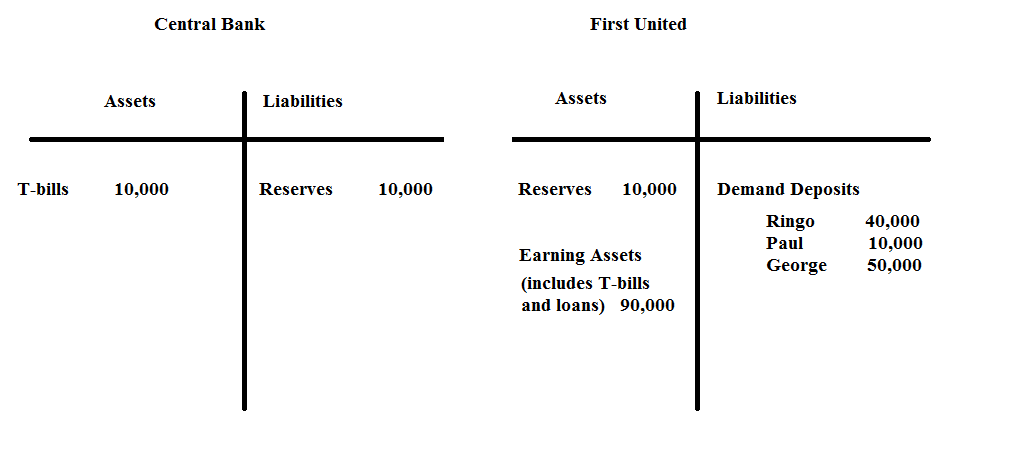 Central Bank
First United
Assets Liabilities
Assets Liabilities
T-bills 10,000 Reserves 10,000
Reserves 10,000 Demand Deposits
Ringo 40,000
Paul 10,000
George 50,000
Earning Assets
(includes T-bills
and loans) 90,000